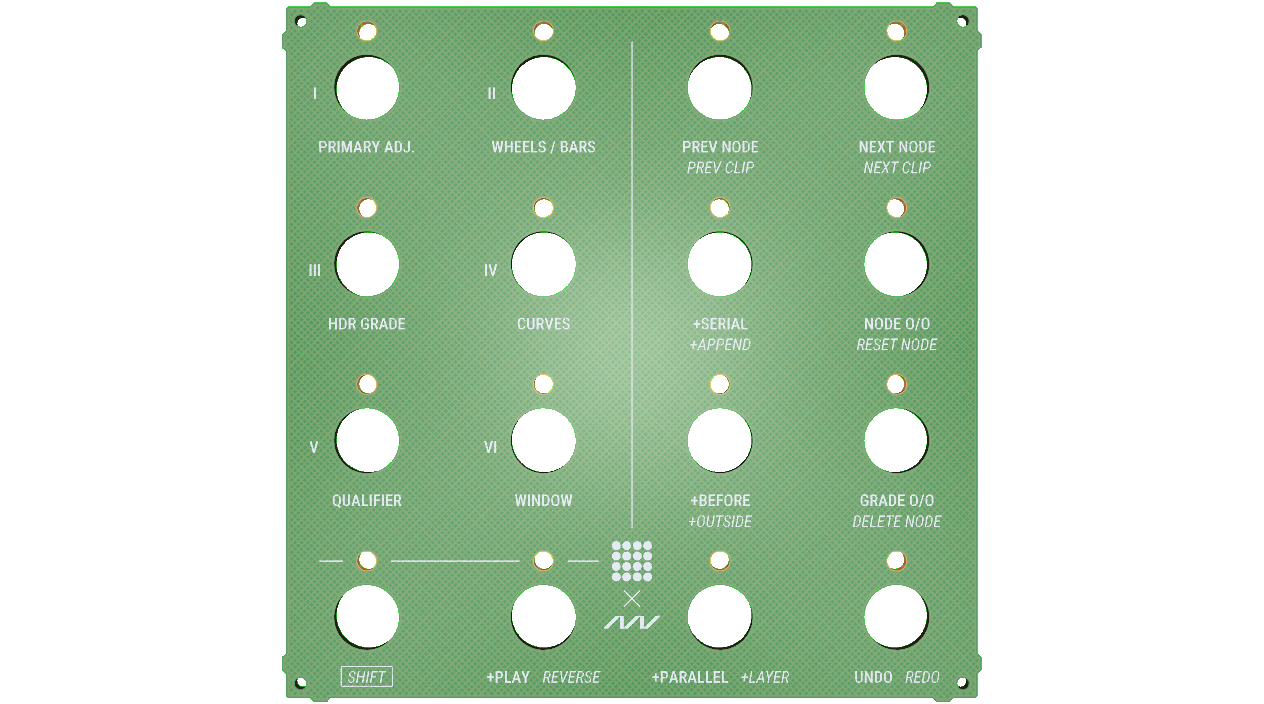 I II
PRIMARY ADJ. WHEELS / BARS PREV NODE NEXT NODE
PREV CLIP NEXT CLIP
III IV
HDR GRADE CURVES +SERIAL NODE O/O
+APPEND RESET NODE
V VI
QUALIFIER WINDOW +BEFORE GRADE O/O
+OUTSIDE DELETE NODE
SHIFT +PLAY REVERSE +PARALLEL +LAYER UNDO REDO